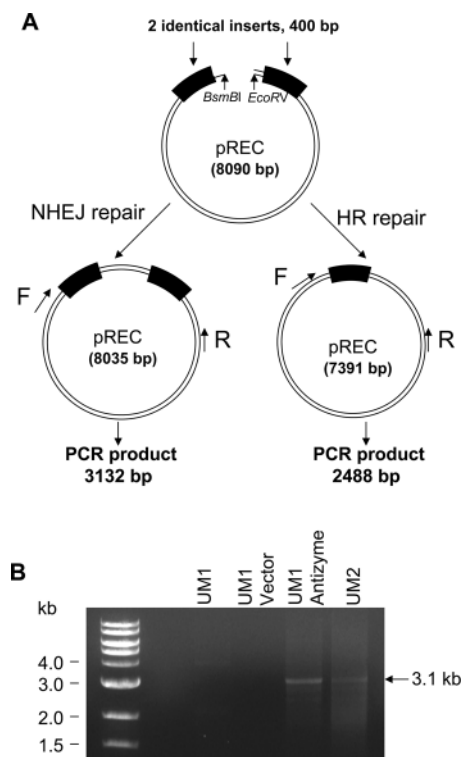 A
2 identical inserts, 400 bp
BsmBI EcoRV
pREC
(8090 bp)
NHEJ repair
HR repair
F
F
pREC
(8035 bp)
R
pREC
(7391 bp)
R
PCR product
3132 bp
PCR product
2488 bp
B
UM1
UM1
Vector
UM1
Antizyme
UM2
kb
4.0
3.0
3.1 kb
2.0
1.5